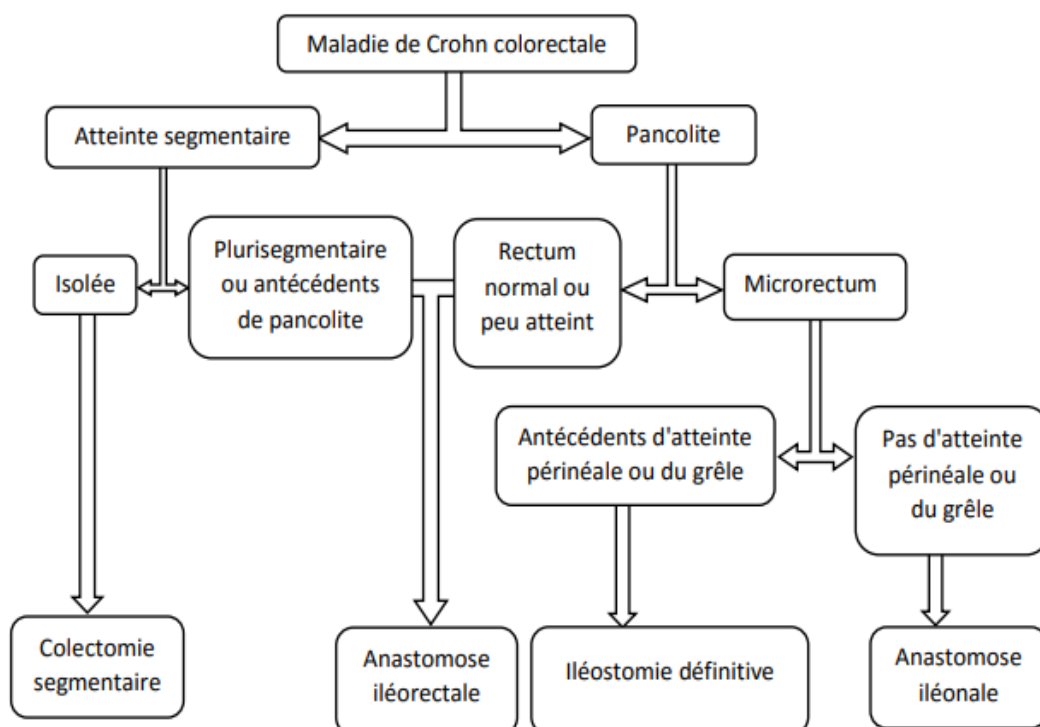 Maladie de Crohn colorectale
Atteinte segmentaire
Pancolite
Isolée
Plurisegmentaire
ou antécédents
de pancolite
Rectum
normal ou
peu atteint
Microrectum
Antécédents d'atteinte
périnéale ou du grêle
Pas d'atteinte
périnéale ou
du grêle
Colectomie
segmentaire
Anastomose
iléorectale
Iléostomie définitive
Anastomose
iléonale